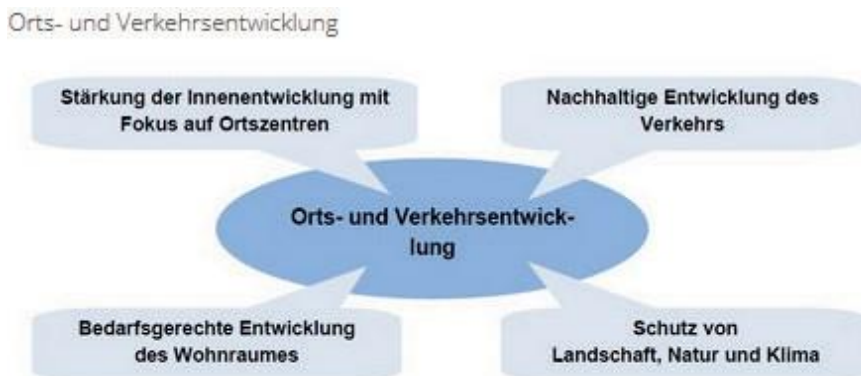 Orts- und Verkehrsentwicklung
Stärkung der Innenentwicklung mit
Fokus auf Ortszentren
Nachhaltige Entwicklung des
Verkehrs
Orts- und Verkehrsentwick-
lung
Bedarfsgerechte Entwicklung
des Wohnraumes
Schutz von
Landschaft, Natur und Klima